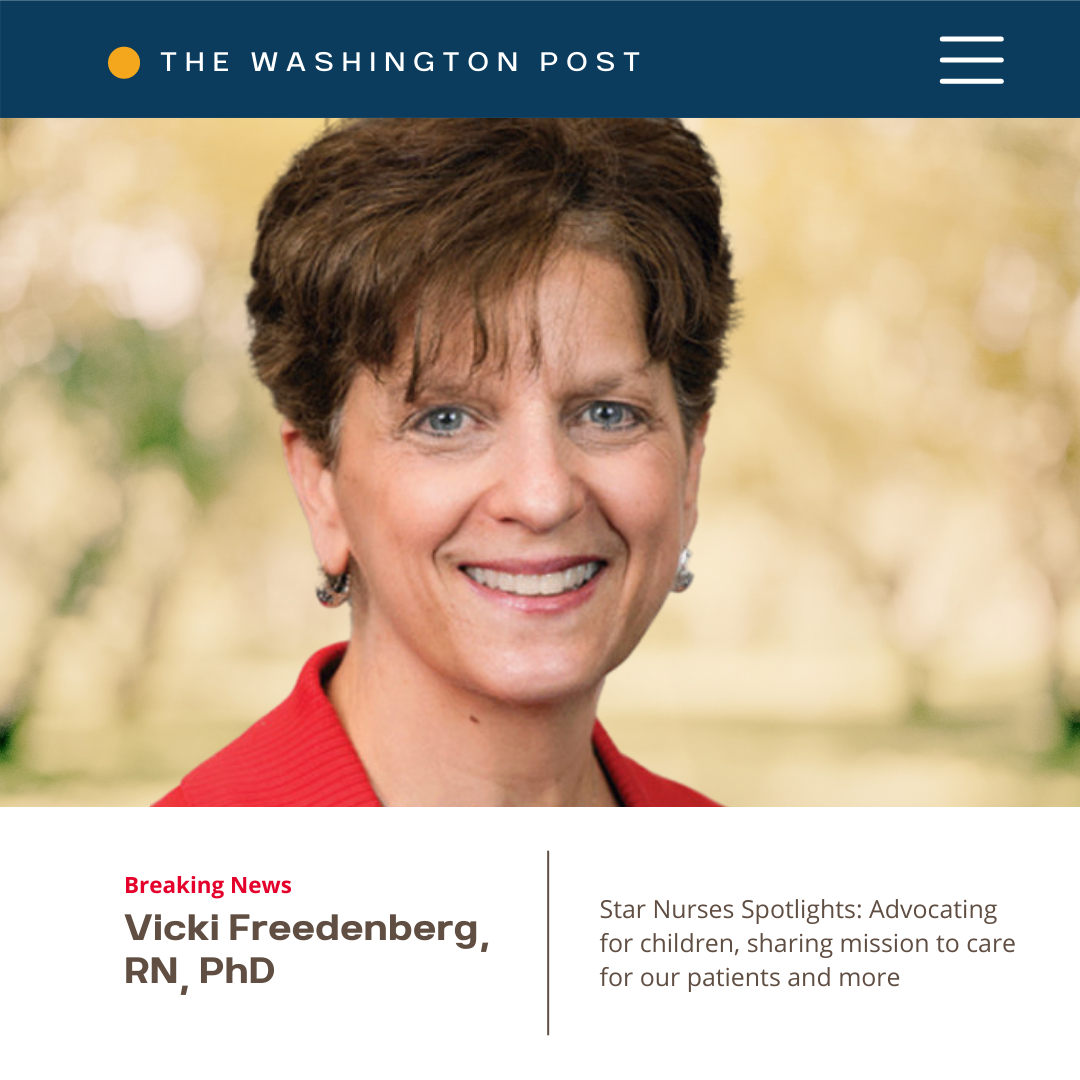 THE WASHINGTON POST
Breaking News
Vicki Freedenberg,
RN, PhD
Star Nurses Spotlights: Advocating
for children, sharing mission to care
for our patients and more